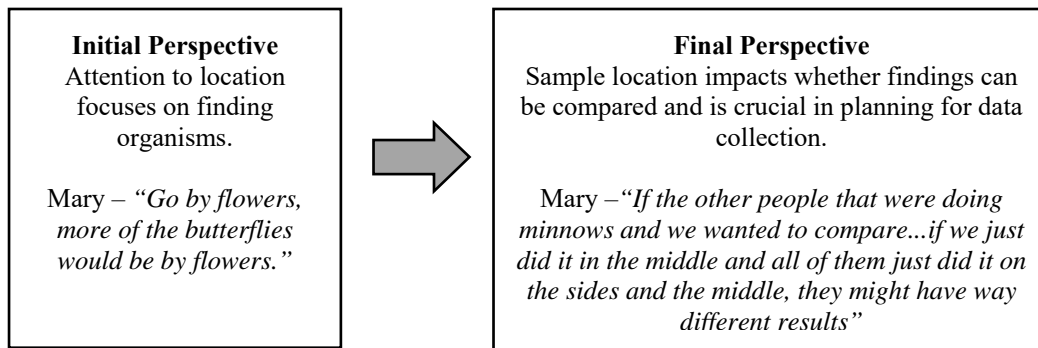 Initial Perspective
Attention to location
focuses on finding
organisms.
Mary – “Go by flowers,
more of the butterflies
would be by flowers.”
Final Perspective
Sample location impacts whether findings can
be compared and is crucial in planning for data
collection.
Mary –“If the other people that were doing
minnows and we wanted to compare...if we just
did it in the middle and all of them just did it on
the sides and the middle, they might have way
different results”